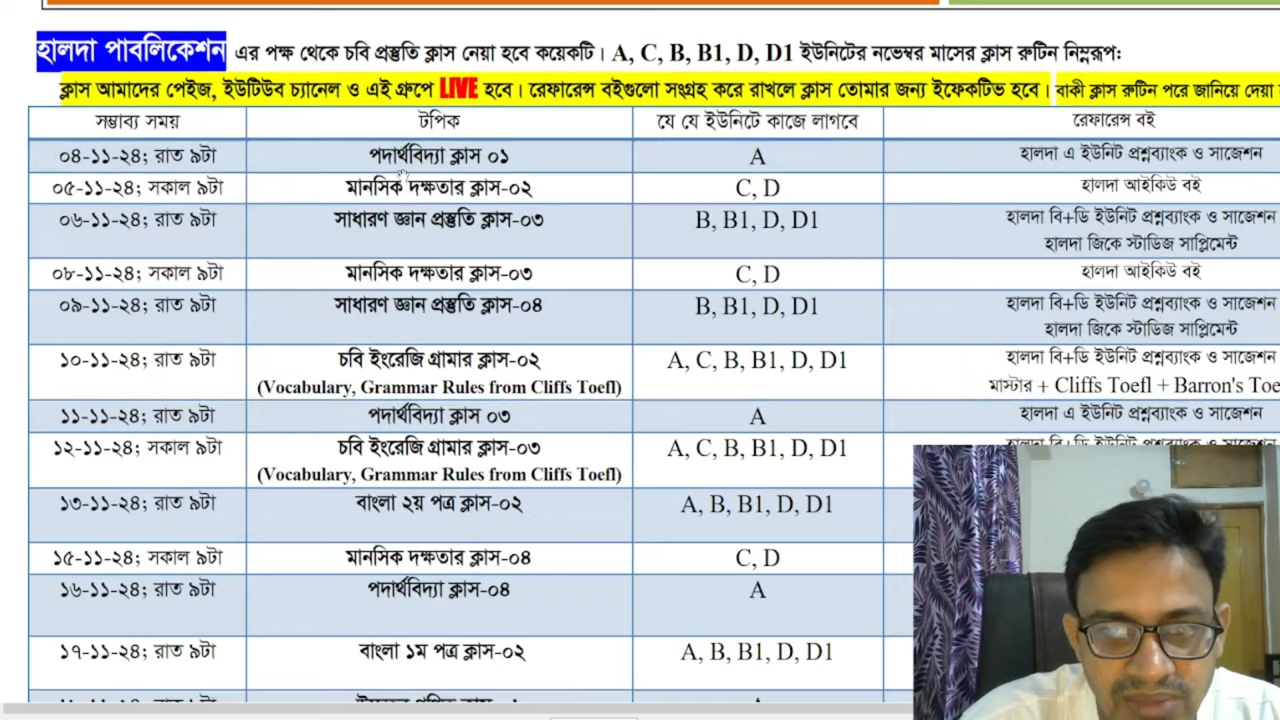 হালদা পাবলিকেশন এর পক্ষ থেকে চবি প্রস্তুতি ক্লাস নেয়া হবে কয়েকটি। A, C, B, B1, D, D1 ইউনিটের নভেম্বর মাসের ক্লাস রুটিন নিম্নরূপ:
ক্লাস আমাদের পেইজ, ইউটিউব চ্যানেল ও এই গ্রুপে LIVE হবে। রেফারেন্স বইগুলো সংগ্রহ করে রাখলে ক্লাস তোমার জন্য ইফেকটিভ হবে। বাকী ক্লাস রুটিন পরে জানিয়ে দেয়া
সম্ভাব্য সময় টপিক যে যে ইউনিটে কাজে লাগবে রেফারেন্স বই
০৪-১১-২৪; রাত ৯টা পদার্থবিদ্যা ক্লাস ০১ A হালদা এ ইউনিট প্রশ্নব্যাংক ও সাজেশন
০৫-১১-২৪; সকাল ৯টা মানসিক দক্ষতার ক্লাস-০২ C, D হালদা আইকিউ বই
০৬-১১-২৪; রাত ৯টা সাধারণ জ্ঞান প্রস্তুতি ক্লাস-০৩ B, B1, D, D1 হালদা বি+ডি ইউনিট প্রশ্নব্যাংক ও সাজেশন
হালদা জিকে স্টাডিজ সাপ্লিমেন্ট
০৮-১১-২৪; সকাল ৯টা মানসিক দক্ষতার ক্লাস-০৩ C, D হালদা আইকিউ বই
০৯-১১-২৪; রাত ৯টা সাধারণ জ্ঞান প্রস্তুতি ক্লাস-০৪ B, B1, D, D1 হালদা বি+ডি ইউনিট প্রশ্নব্যাংক ও সাজেশন
হালদা জিকে স্টাডিজ সাপ্লিমেন্ট
১০-১১-২৪; রাত ৯টা চবি ইংরেজি গ্রামার ক্লাস-০২ A, C, B, B1, D, D1 হালদা বি+ডি ইউনিট প্রশ্নব্যাংক ও সাজেশন
(Vocabulary, Grammar Rules from Cliffs Toefl) মাস্টার + Cliffs Toefl + Barron's
১১-১১-২৪; রাত ৯টা পদার্থবিদ্যা ক্লাস ০৩ A হালদা এ ইউনিট প্রশ্নব্যাংক ও সাজেশন
১২-১১-২৪; সকাল ৯টা চবি ইংরেজি গ্রামার ক্লাস-০৩ A, C, B, B1, D, D1
(Vocabulary, Grammar Rules from Cliffs Toefl)
১৩-১১-২৪; রাত ৯টা বাংলা ২য় পত্র ক্লাস-০২ A, B, B1, D, D1
১৫-১১-২৪; সকাল ৯টা মানসিক দক্ষতার ক্লাস-০৪ C, D
১৬-১১-২৪; রাত ৯টা পদার্থবিদ্যা ক্লাস-০৪ A
১৭-১১-২৪; রাত ৯টা বাংলা ১ম পত্র ক্লাস-০২ A, B, B1, D, D1